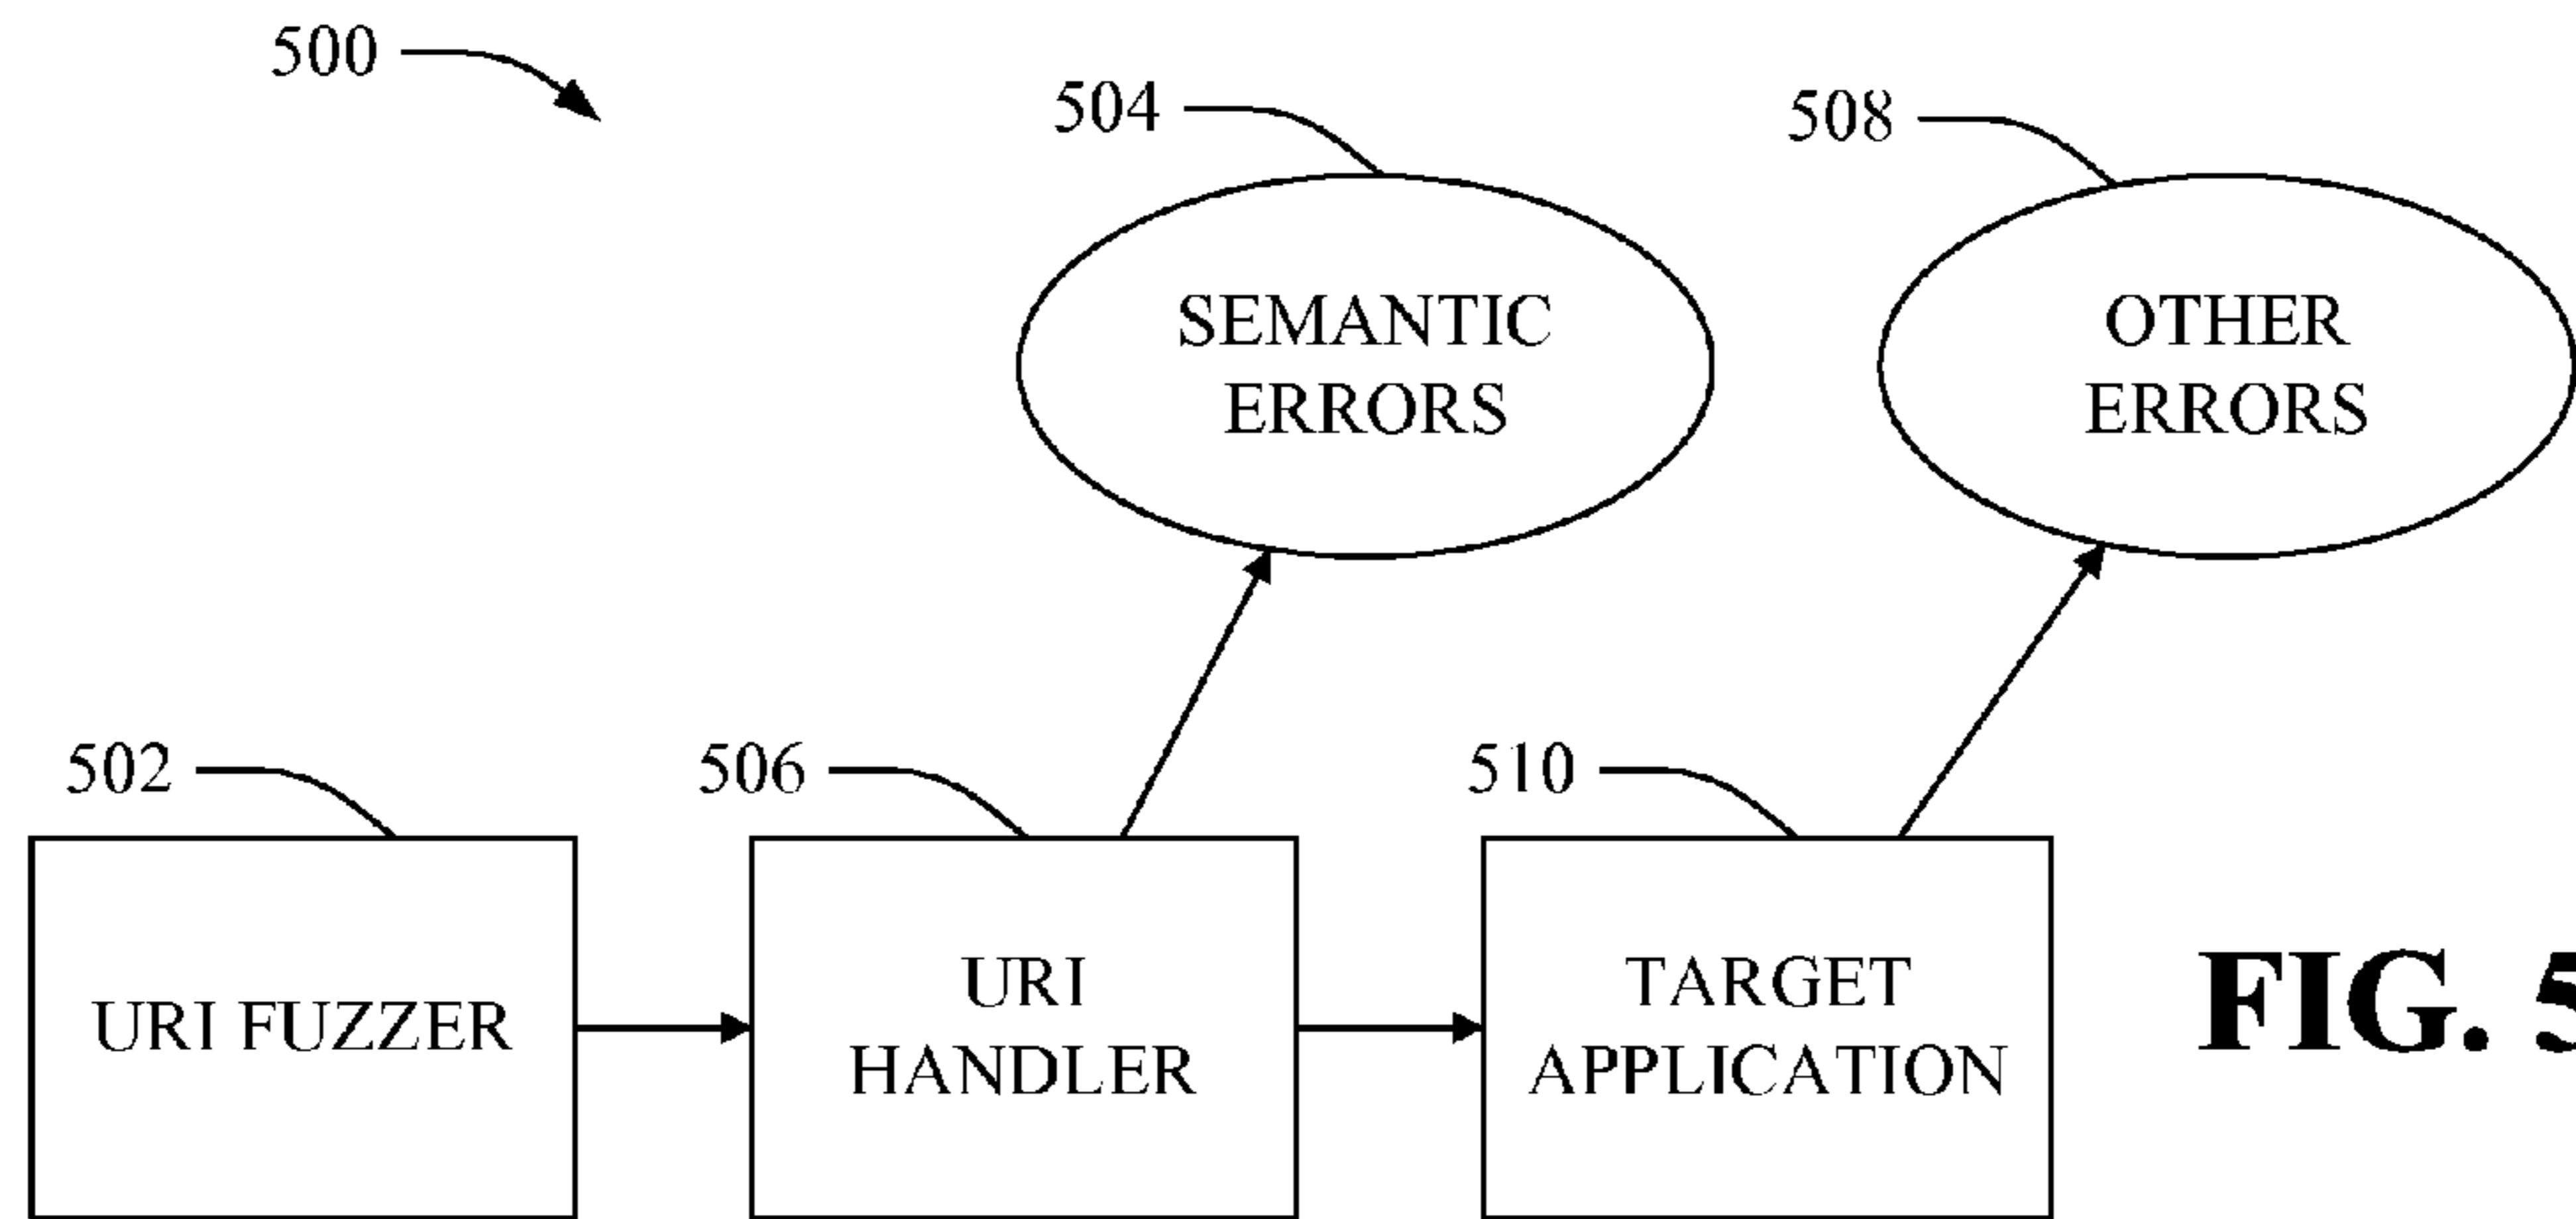 500
504
508
SEMANTIC
ERRORS
OTHER
ERRORS
502
506
510
URI FUZZER
URI
HANDLER
TARGET
APPLICATION
FIG. 5